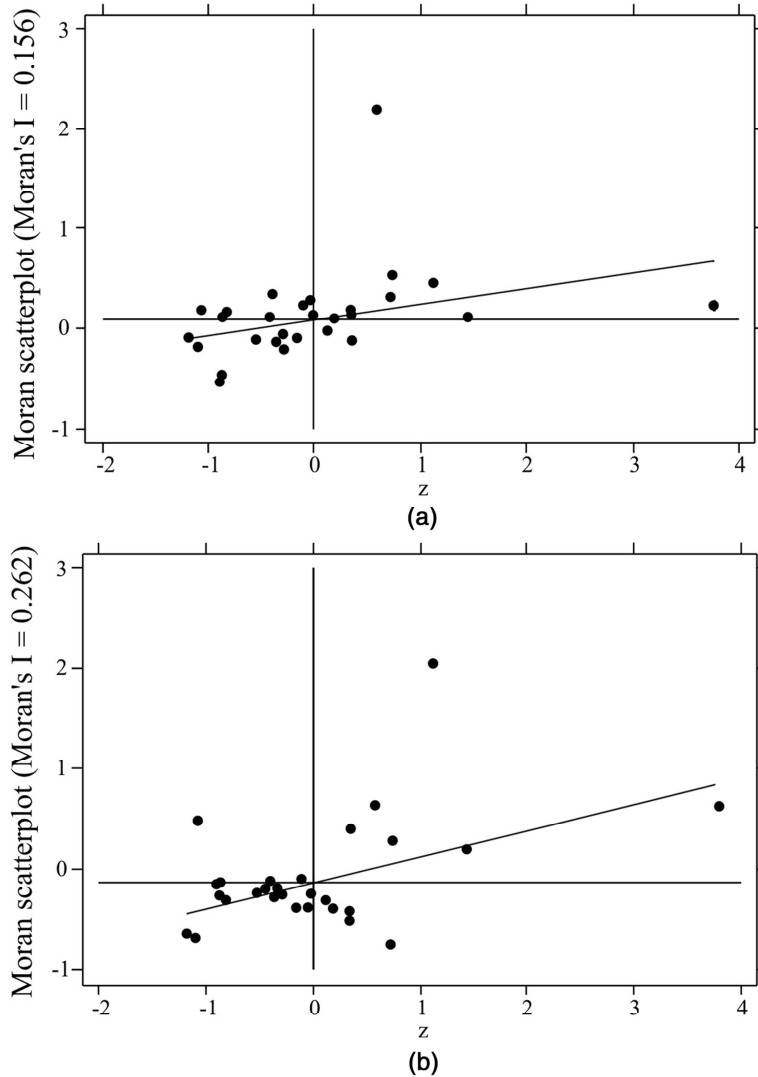 Moran scatterplot (Moran's I = 0.156)
3
2
1
0
-1
-2 -1 0 1 2 3 4
z
(a)
Moran scatterplot (Moran's I = 0.262)
3
2
1
0
-1
-2 -1 0 1 2 3 4
z
(b)